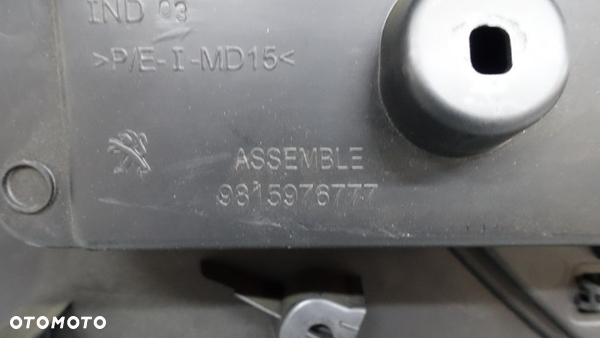 IND 03
>P/E-I-MD15<
ASSEMBLE
9815976777
OTOMOTO